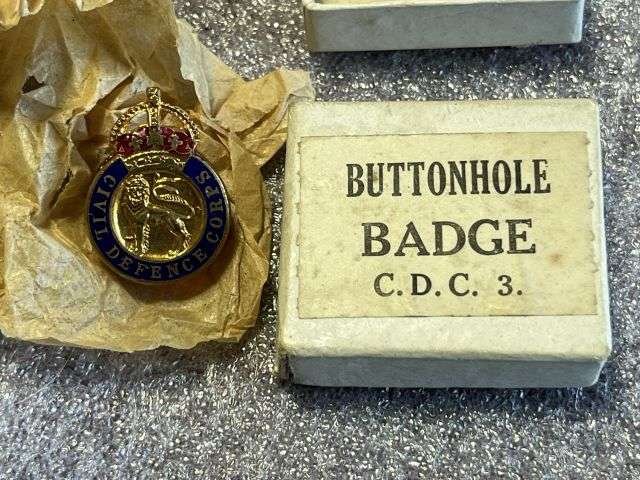 CIVIL DEFENCE CORPS
BUTTONHOLE
BADGE
C. D. C. 3.